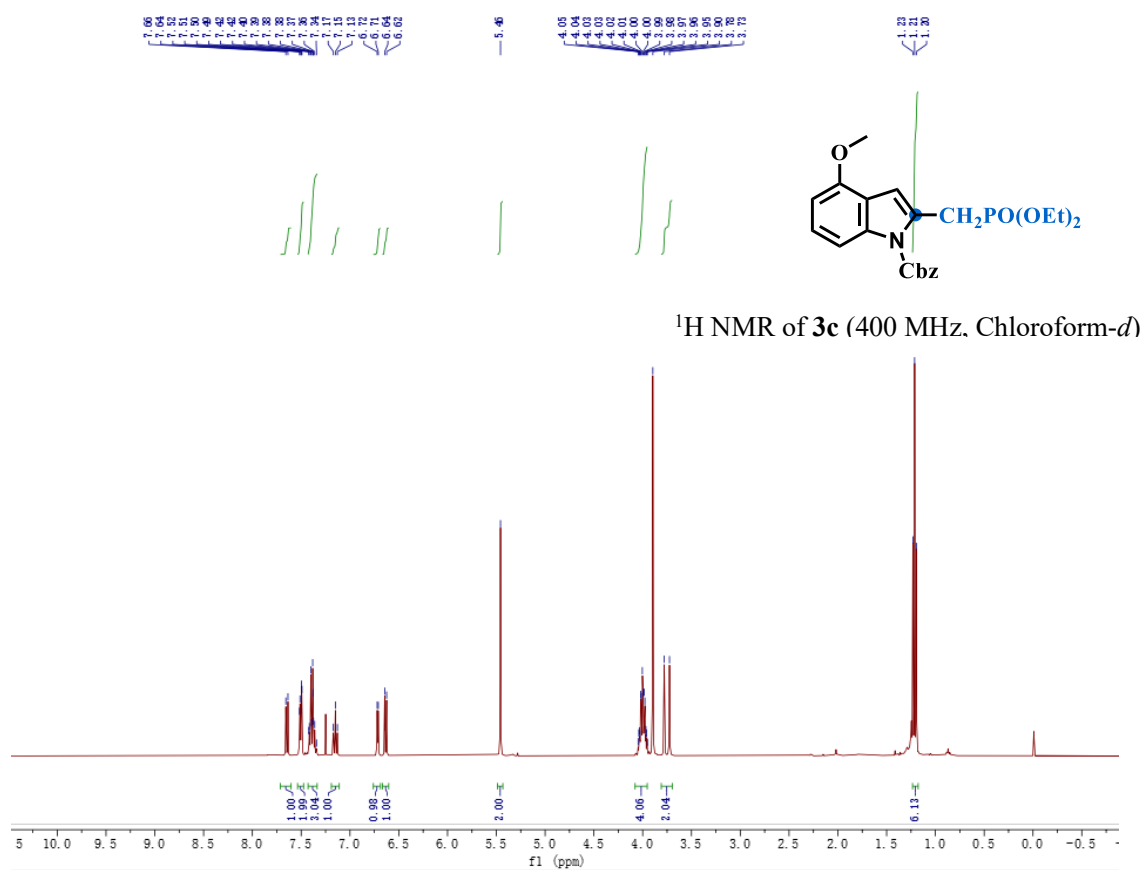 7.66 7.64 7.52 7.51 7.50 7.49 7.42 7.42 7.40 7.39 7.38 7.38 7.37 7.36 7.34 7.17 7.15 7.13 6.72 6.71 6.64 6.62 5.46 4.05 4.04 4.03 4.03 4.02 4.01 4.00 4.00 3.99 3.98 3.97 3.96 3.95 3.90 3.78 3.73 1.23 1.21 1.20
O
CH₂PO(OEt)₂
N
Cbz
¹H NMR of 3c (400 MHz, Chloroform-d)
1.00 1.99 3.04 1.00 0.98 1.00 2.00 4.06 2.04 6.13
5 10.0 9.5 9.0 8.5 8.0 7.5 7.0 6.5 6.0 5.5 5.0 4.5 4.0 3.5 3.0 2.5 2.0 1.5 1.0 0.5 0.0 -0.5 -
f1 (ppm)